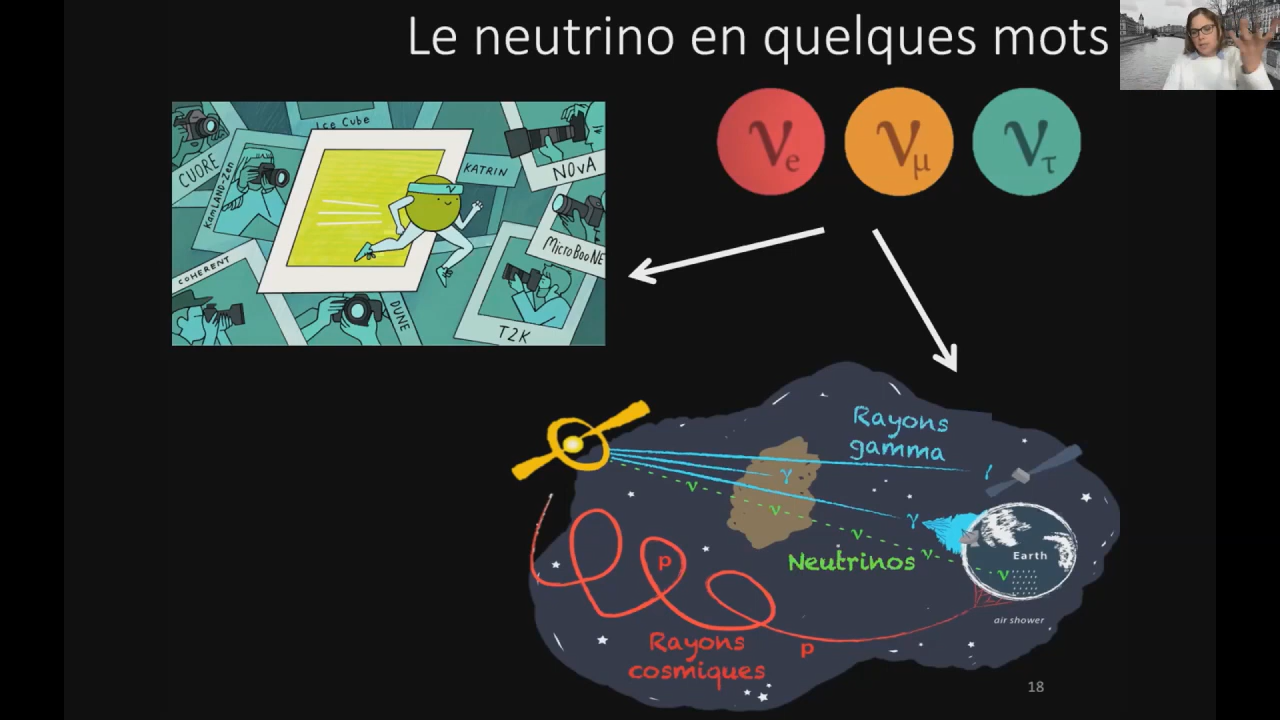 Le neutrino en quelques mots
Ice Cube
CUORE
KamLAND-Zen
KATRIN
NOvA
MicroBooNE
COHERENT
DUNE
T2K
ν
νe
νμ
ντ
Rayons
gamma
γ
γ
ν
ν
ν
ν
ν
Neutrinos
Earth
air shower
p
p
Rayons
cosmiques
18